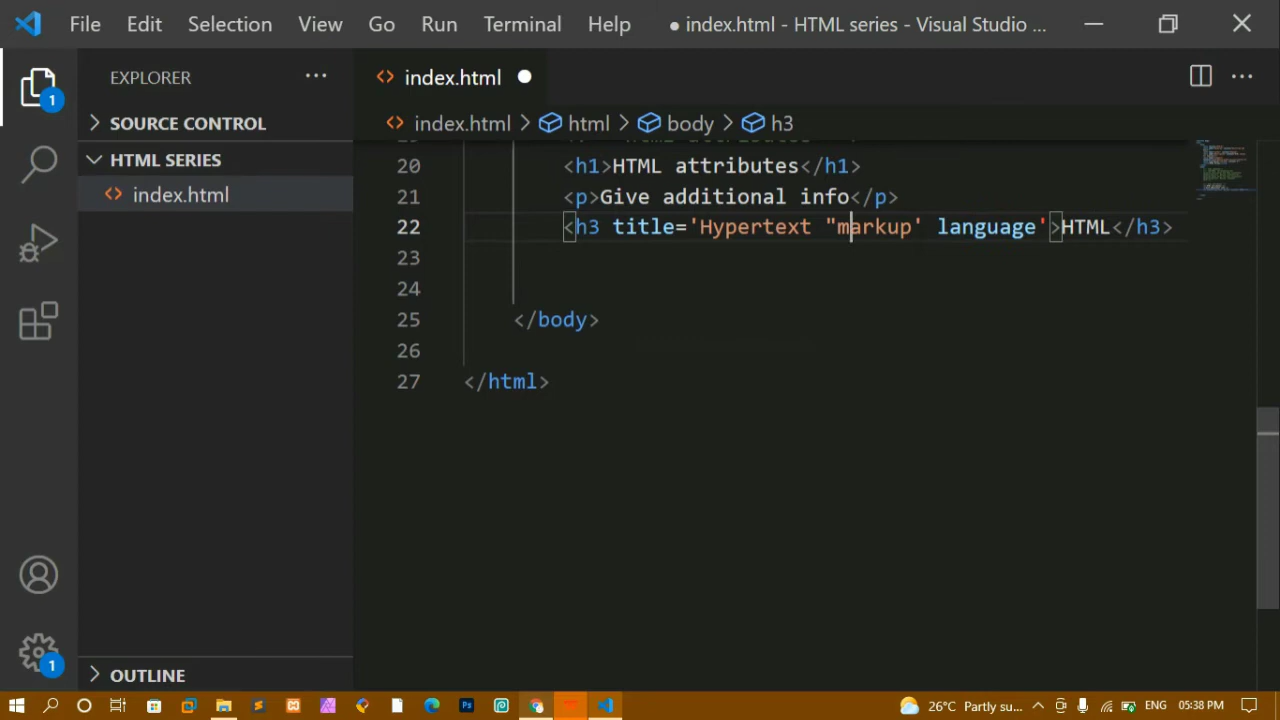 File Edit Selection View Go Run Terminal Help ● index.html - HTML series - Visual Studio ...
EXPLORER ...
index.html ●
SOURCE CONTROL
index.html > html > body > h3
HTML SERIES
index.html
20 <h1>HTML attributes</h1>
21 <p>Give additional info</p>
22 <h3 title='Hypertext "markup' language'>HTML</h3>
23
24
25 </body>
26
27 </html>
1
1
OUTLINE
26°C Partly su... ENG 05:38 PM